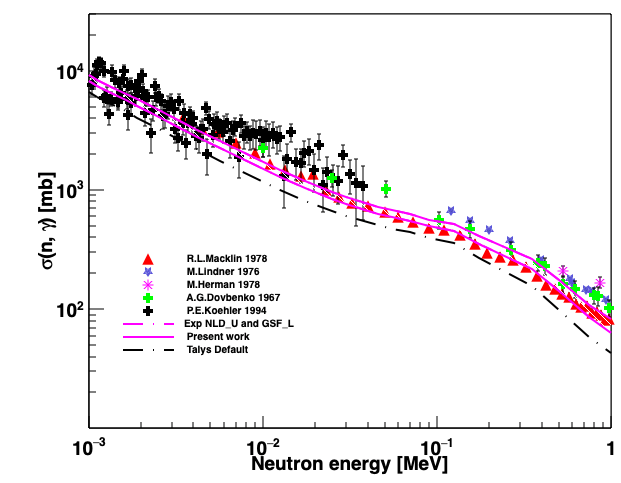 10⁴
10³
10²
σ(n, γ) [mb]
R.L.Macklin 1978
M.Lindner 1976
M.Herman 1978
A.G.Dovbenko 1967
P.E.Koehler 1994
Exp NLD_U and GSF_L
Present work
Talys Default
10⁻³ 10⁻² 10⁻¹ 1
Neutron energy [MeV]